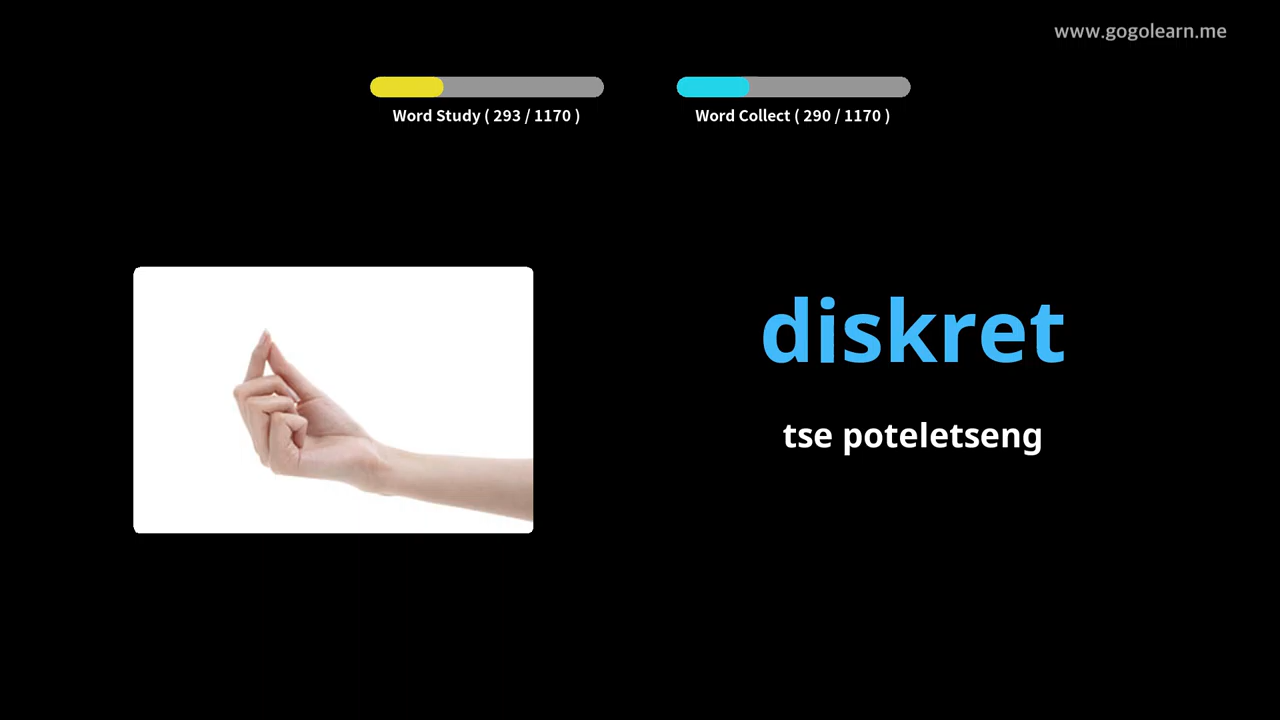 www.gogolearn.me
Word Study ( 293 / 1170 )
Word Collect ( 290 / 1170 )
diskret
tse poteletseng